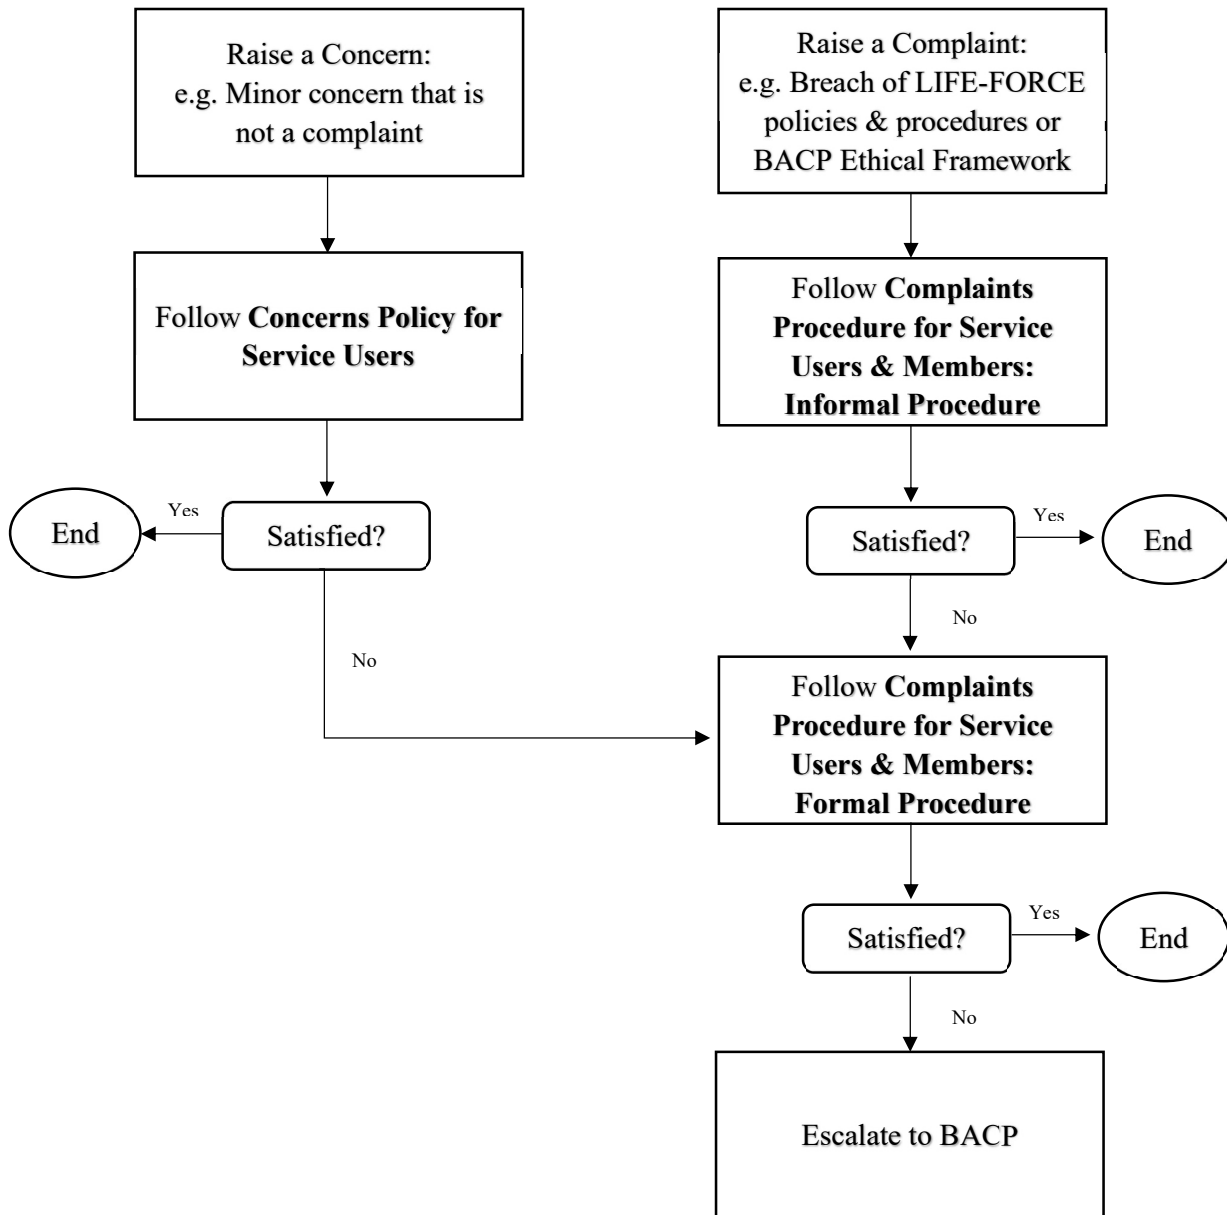 Raise a Concern:
e.g. Minor concern that is
not a complaint
Raise a Complaint:
e.g. Breach of LIFE-FORCE
policies & procedures or
BACP Ethical Framework
Follow Concerns Policy for
Service Users
Follow Complaints
Procedure for Service
Users & Members:
Informal Procedure
End
Yes
Satisfied?
Satisfied?
Yes
End
No
No
Follow Complaints
Procedure for Service
Users & Members:
Formal Procedure
Satisfied?
Yes
End
No
Escalate to BACP